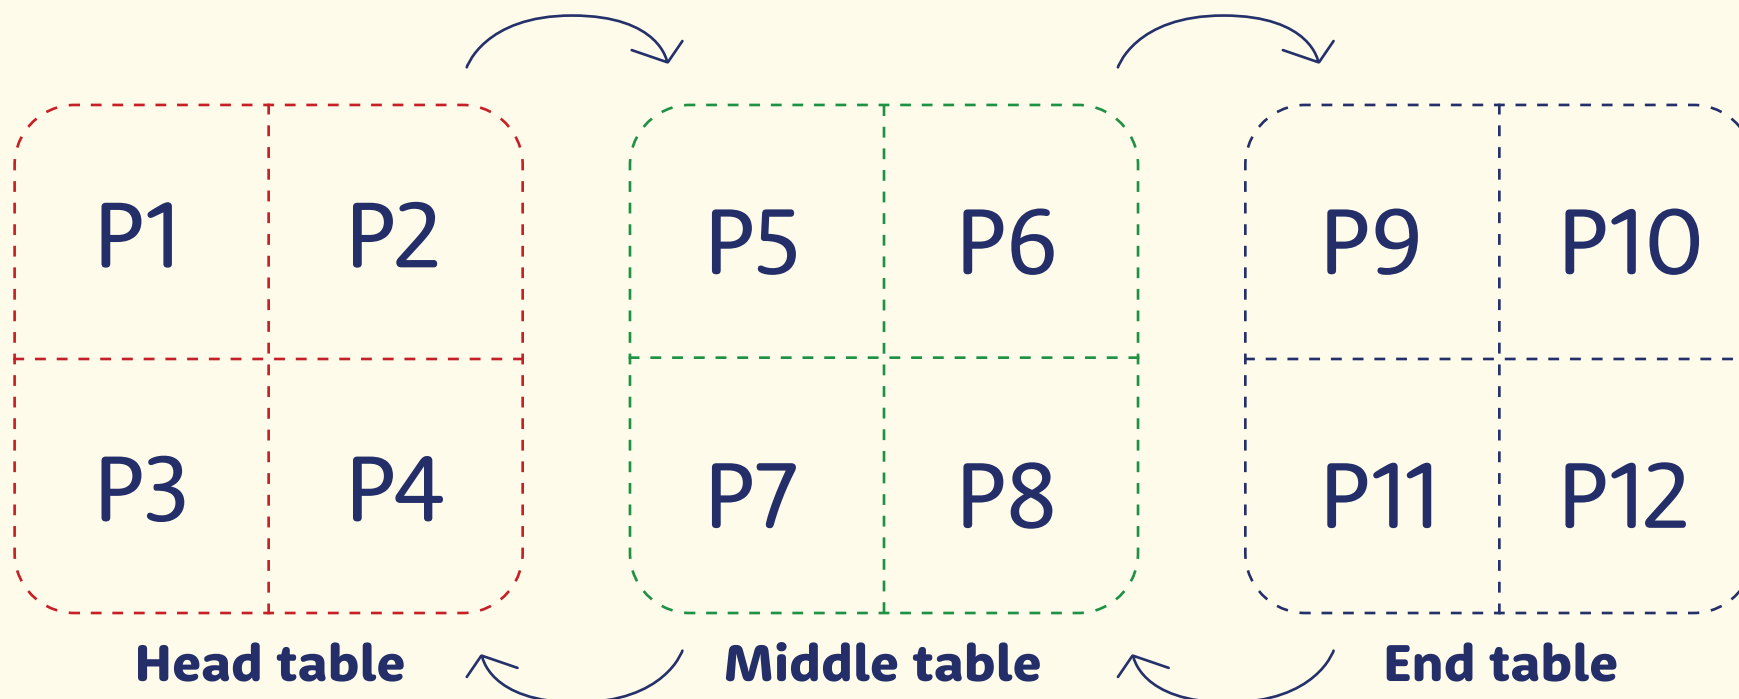 P1 P2 P5 P6 P9 P10
P3 P4 P7 P8 P11 P12
Head table Middle table End table